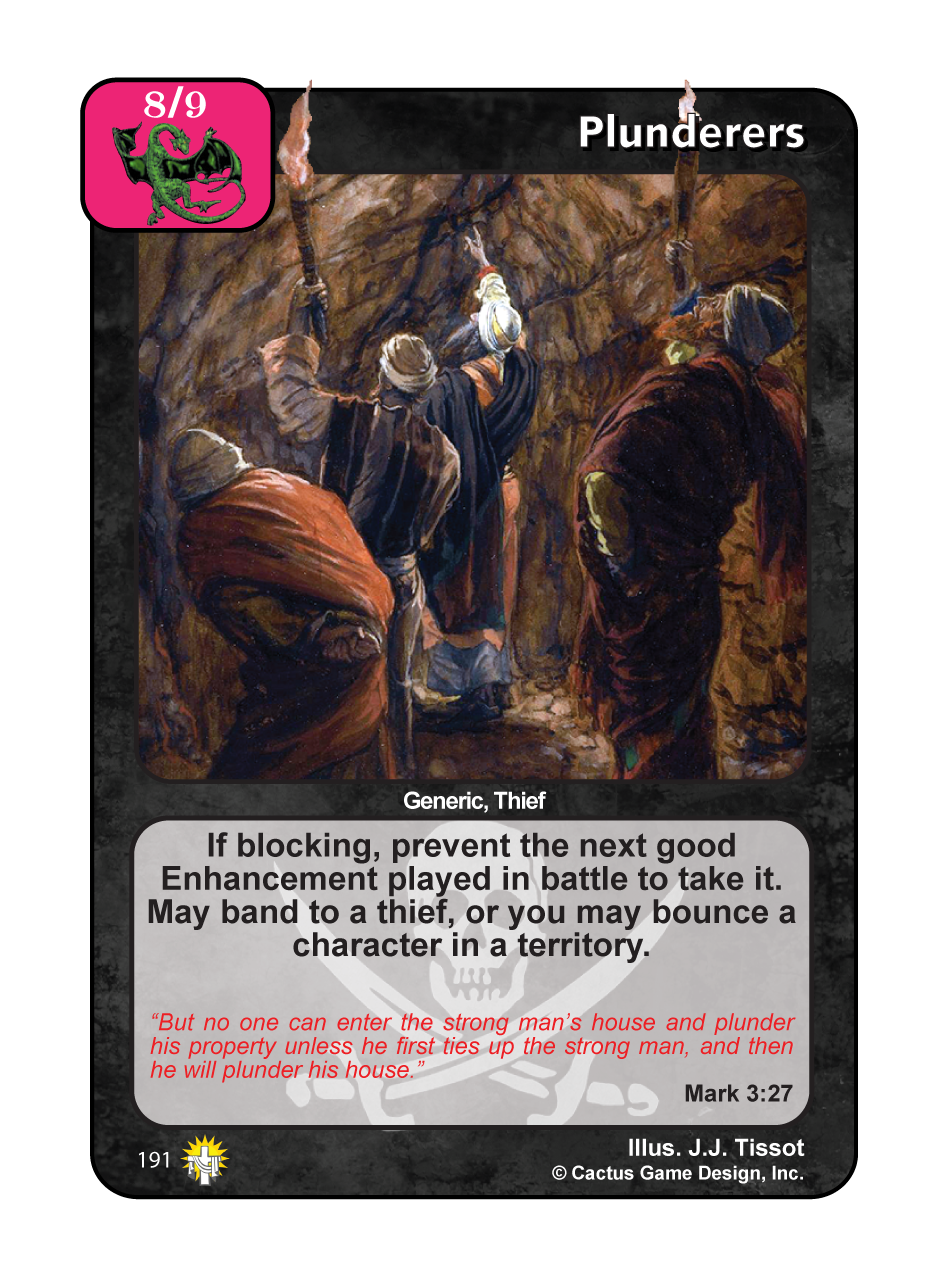 8/9
Plunderers
Generic, Thief
If blocking, prevent the next good
Enhancement played in battle to take it.
May band to a thief, or you may bounce a
character in a territory.
“But no one can enter the strong man’s house and plunder
his property unless he first ties up the strong man, and then
he will plunder his house.”
Mark 3:27
191
Illus. J.J. Tissot
© Cactus Game Design, Inc.